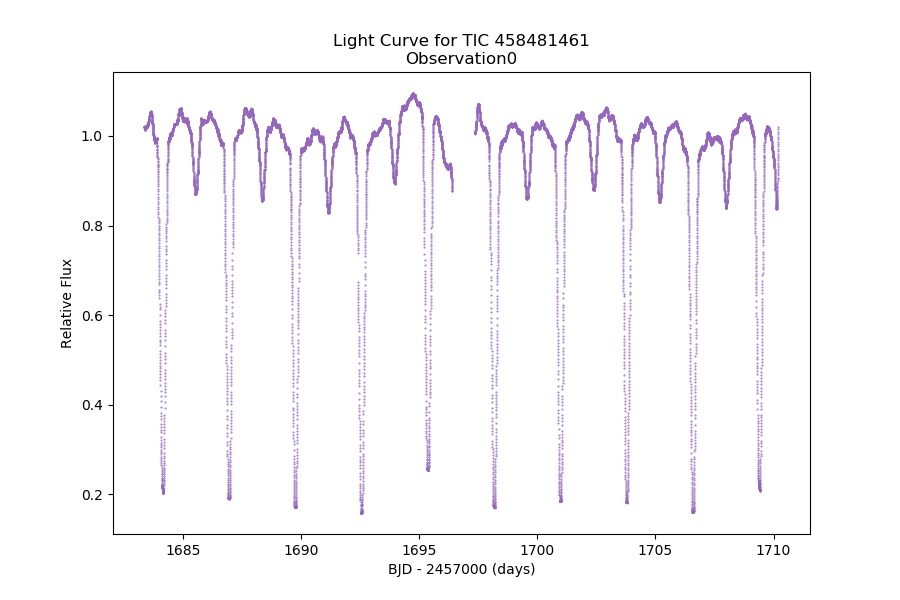 Light Curve for TIC 458481461
Observation0
Relative Flux
1.0
0.8
0.6
0.4
0.2
1685
1690
1695
1700
1705
1710
BJD - 2457000 (days)